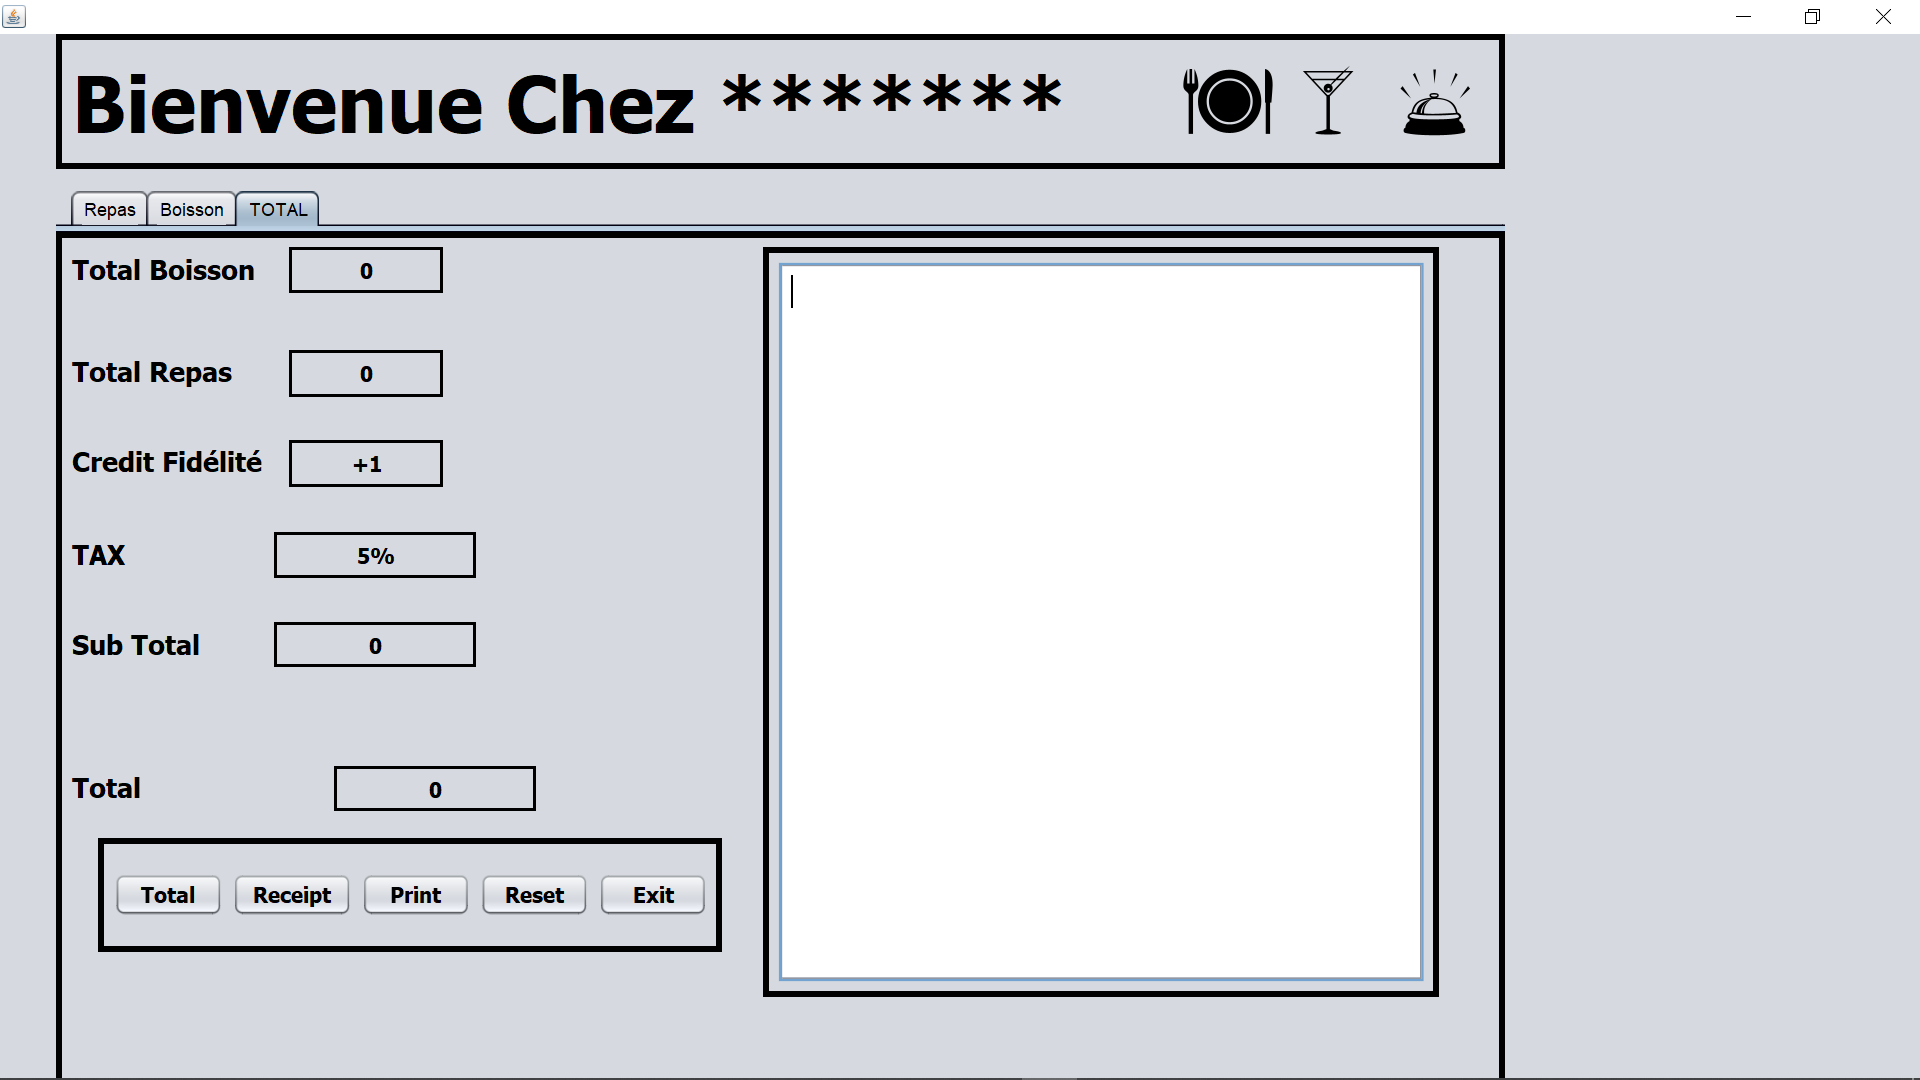 Bienvenue Chez *******
Repas Boisson TOTAL
Total Boisson 0
Total Repas 0
Credit Fidélité +1
TAX 5%
Sub Total 0
Total 0
Total Receipt Print Reset Exit